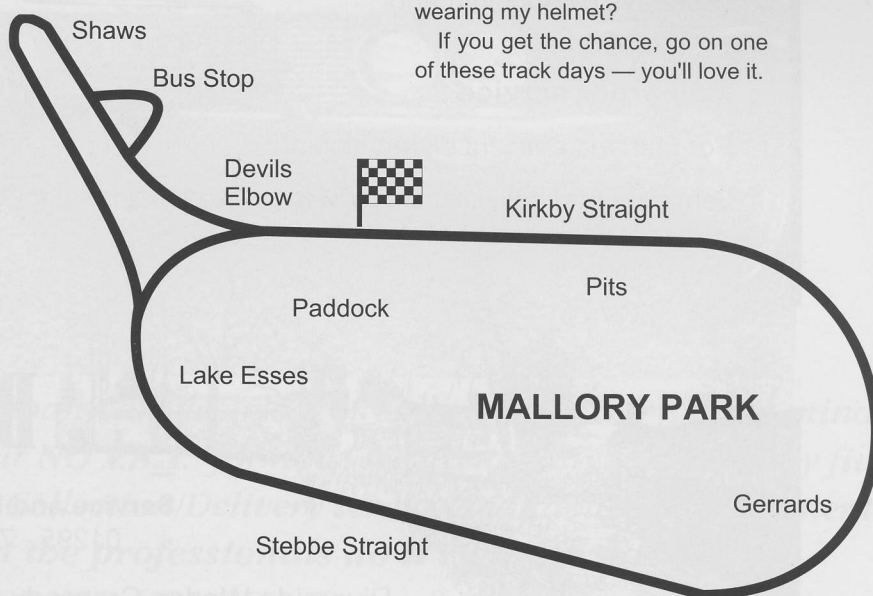 wearing my helmet?
If you get the chance, go on one
of these track days — you'll love it.
Shaws
Bus Stop
Devils
Elbow
Kirkby Straight
Pits
Paddock
Lake Esses
MALLORY PARK
Gerrards
Stebbe Straight